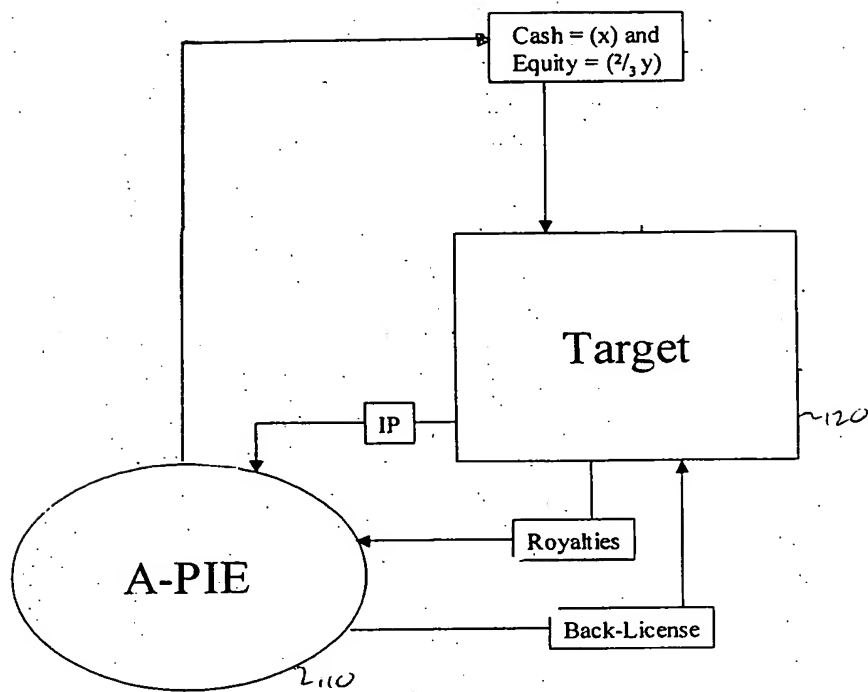 Cash = (x) and
Equity = (²/₃ y)
Target
120
IP
Royalties
A-PIE
Back-License
110